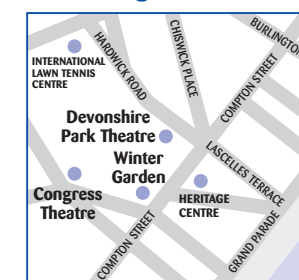 BURLINGTO
CHISWICK PLACE
HARDWICK ROAD
COMPTON STREET
INTERNATIONAL
LAWN TENNIS
CENTRE
Devonshire
Park Theatre
Winter
Garden
LASCELLES TERRACE
Congress
Theatre
HERITAGE
CENTRE
COMPTON STREET
GRAND PARADE